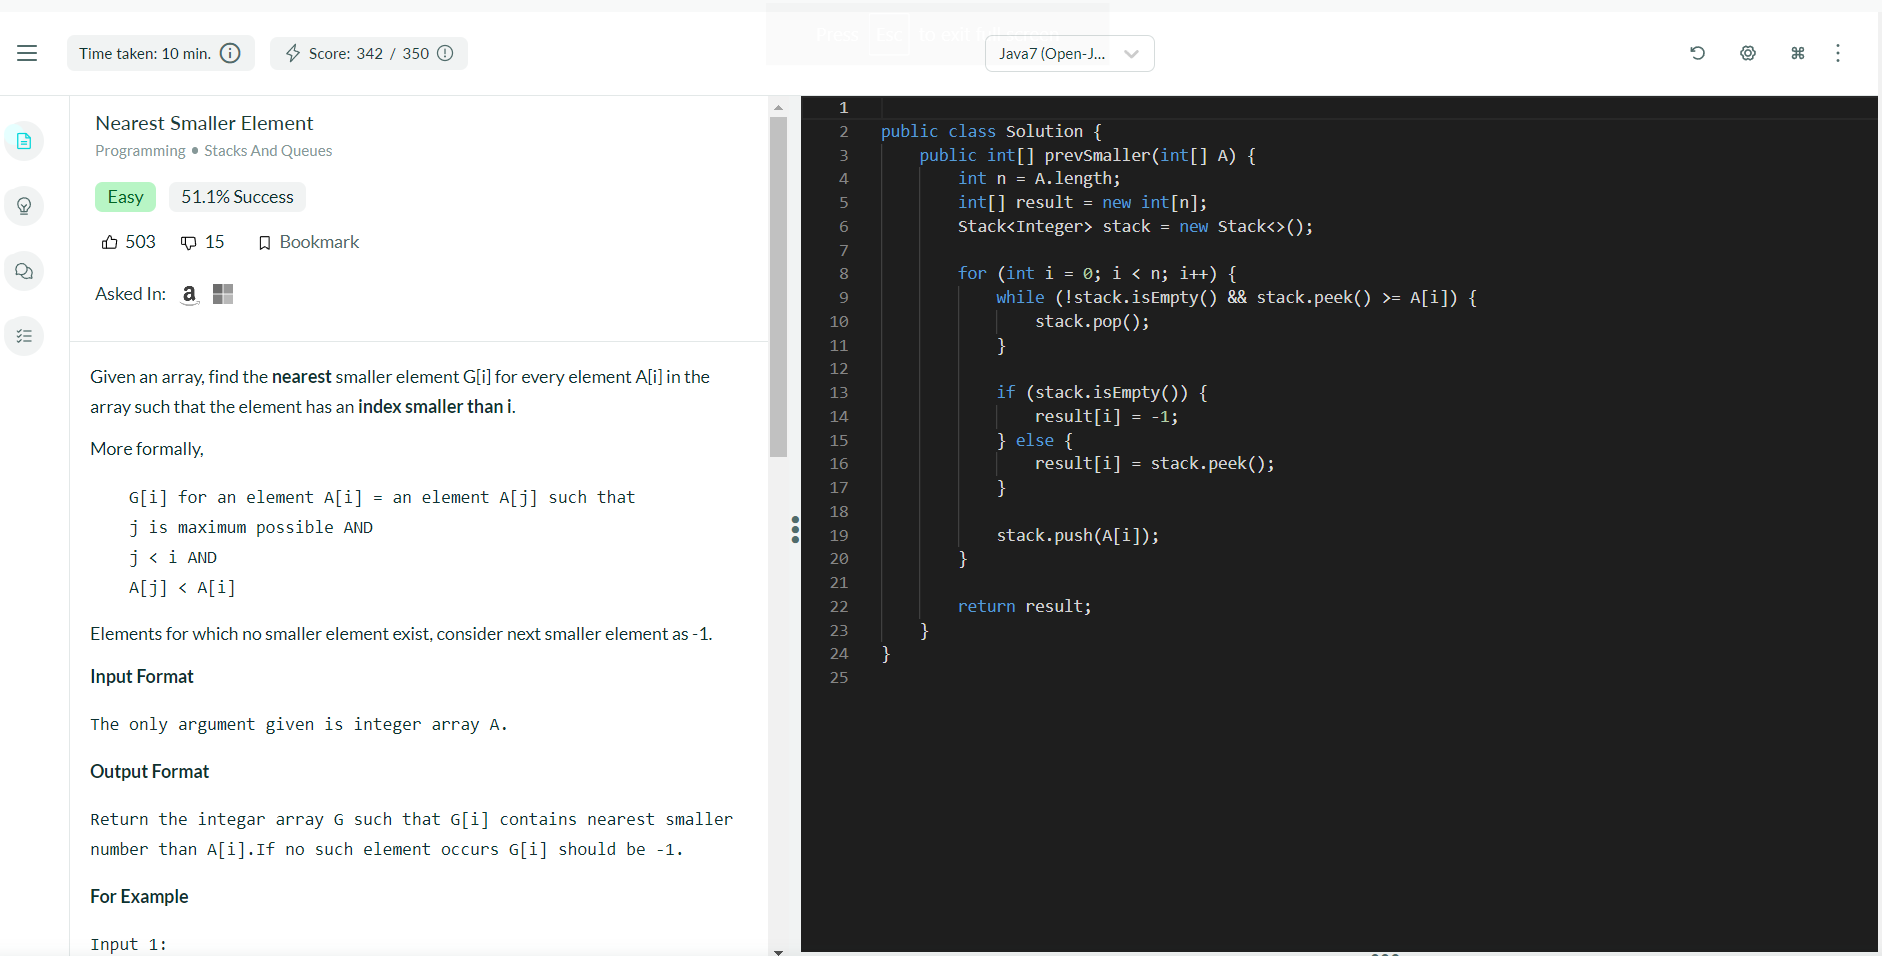 Press Esc to exit full screen
Time taken: 10 min.
Score: 342 / 350
Java7 (Open-J...
Nearest Smaller Element
Programming • Stacks And Queues
Easy
51.1% Success
503
15
Bookmark
Asked In:
a
Given an array, find the nearest smaller element G[i] for every element A[i] in the
array such that the element has an index smaller than i.
More formally,
G[i] for an element A[i] = an element A[j] such that
j is maximum possible AND
j < i AND
A[j] < A[i]
Elements for which no smaller element exist, consider next smaller element as -1.
Input Format
The only argument given is integer array A.
Output Format
Return the integar array G such that G[i] contains nearest smaller
number than A[i].If no such element occurs G[i] should be -1.
For Example
Input 1:
1
2 public class Solution {
3 public int[] prevSmaller(int[] A) {
4 int n = A.length;
5 int[] result = new int[n];
6 Stack<Integer> stack = new Stack<>();
7
8 for (int i = 0; i < n; i++) {
9 while (!stack.isEmpty() && stack.peek() >= A[i]) {
10 stack.pop();
11 }
12
13 if (stack.isEmpty()) {
14 result[i] = -1;
15 } else {
16 result[i] = stack.peek();
17 }
18
19 stack.push(A[i]);
20 }
21
22 return result;
23 }
24 }
25